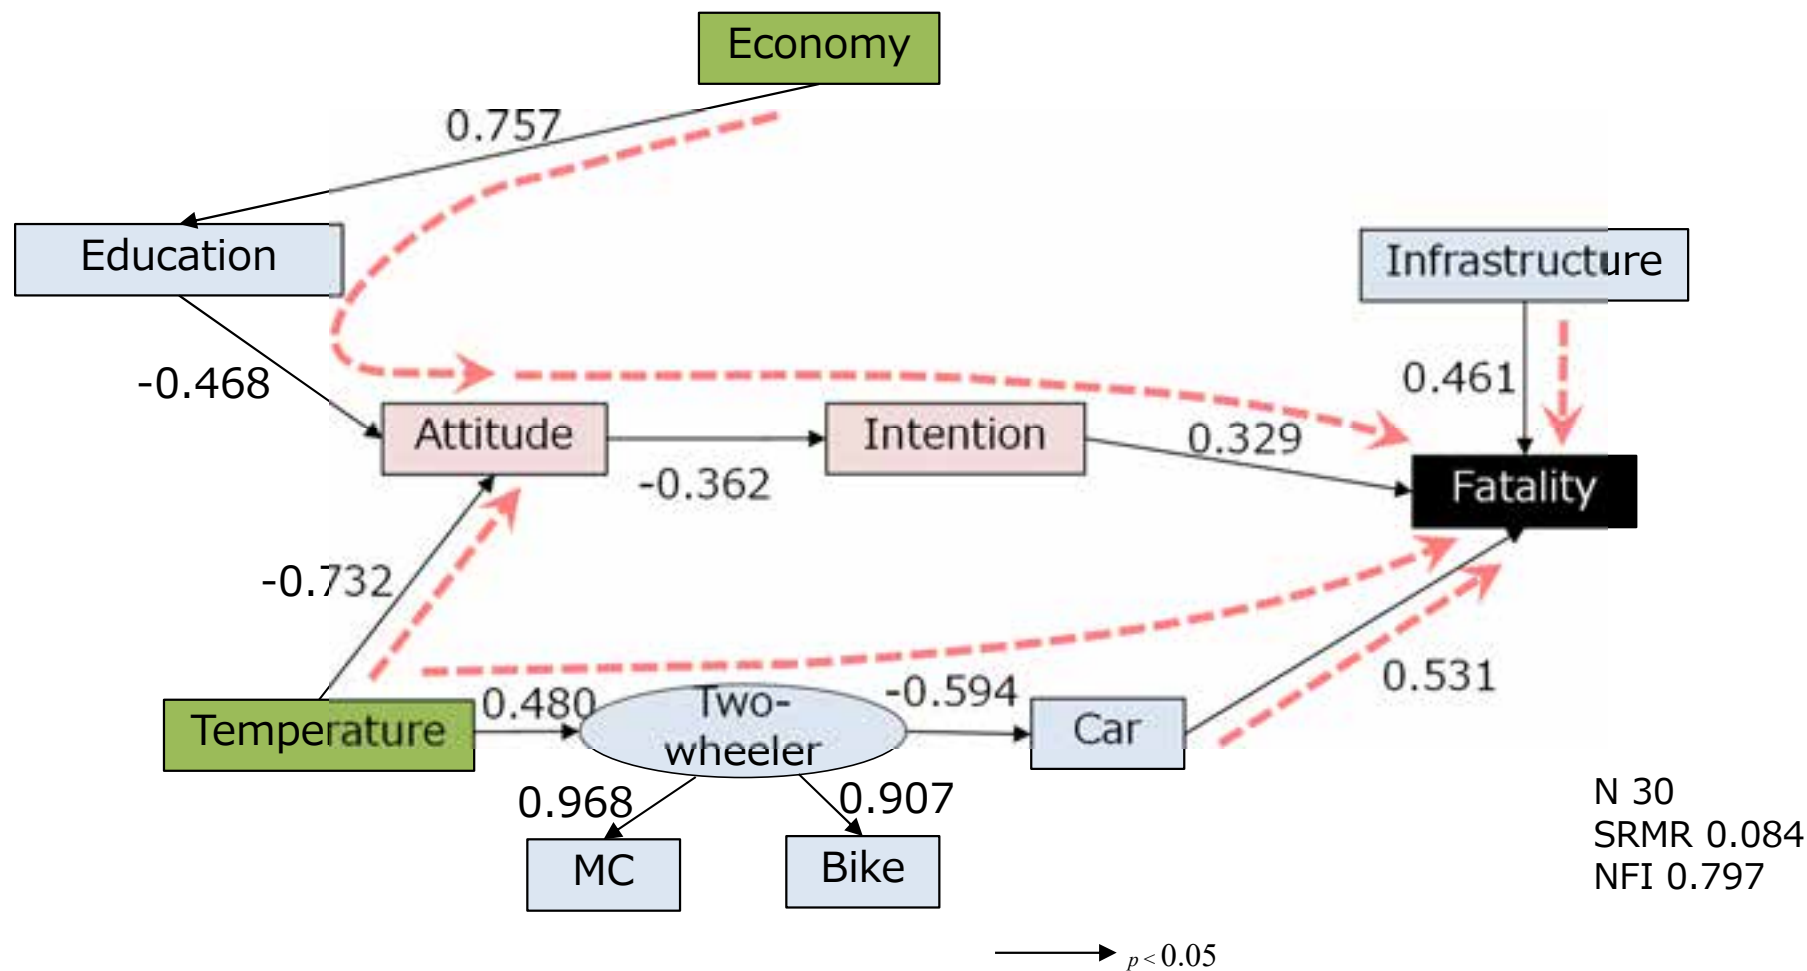 Economy
0.757
Education
Infrastructure
-0.468
0.461
Attitude
Intention
0.329
-0.362
Fatality
-0.732
0.531
Temperature
0.480
Two-
wheeler
-0.594
Car
0.968
0.907
MC
Bike
N 30
SRMR 0.084
NFI 0.797
p < 0.05